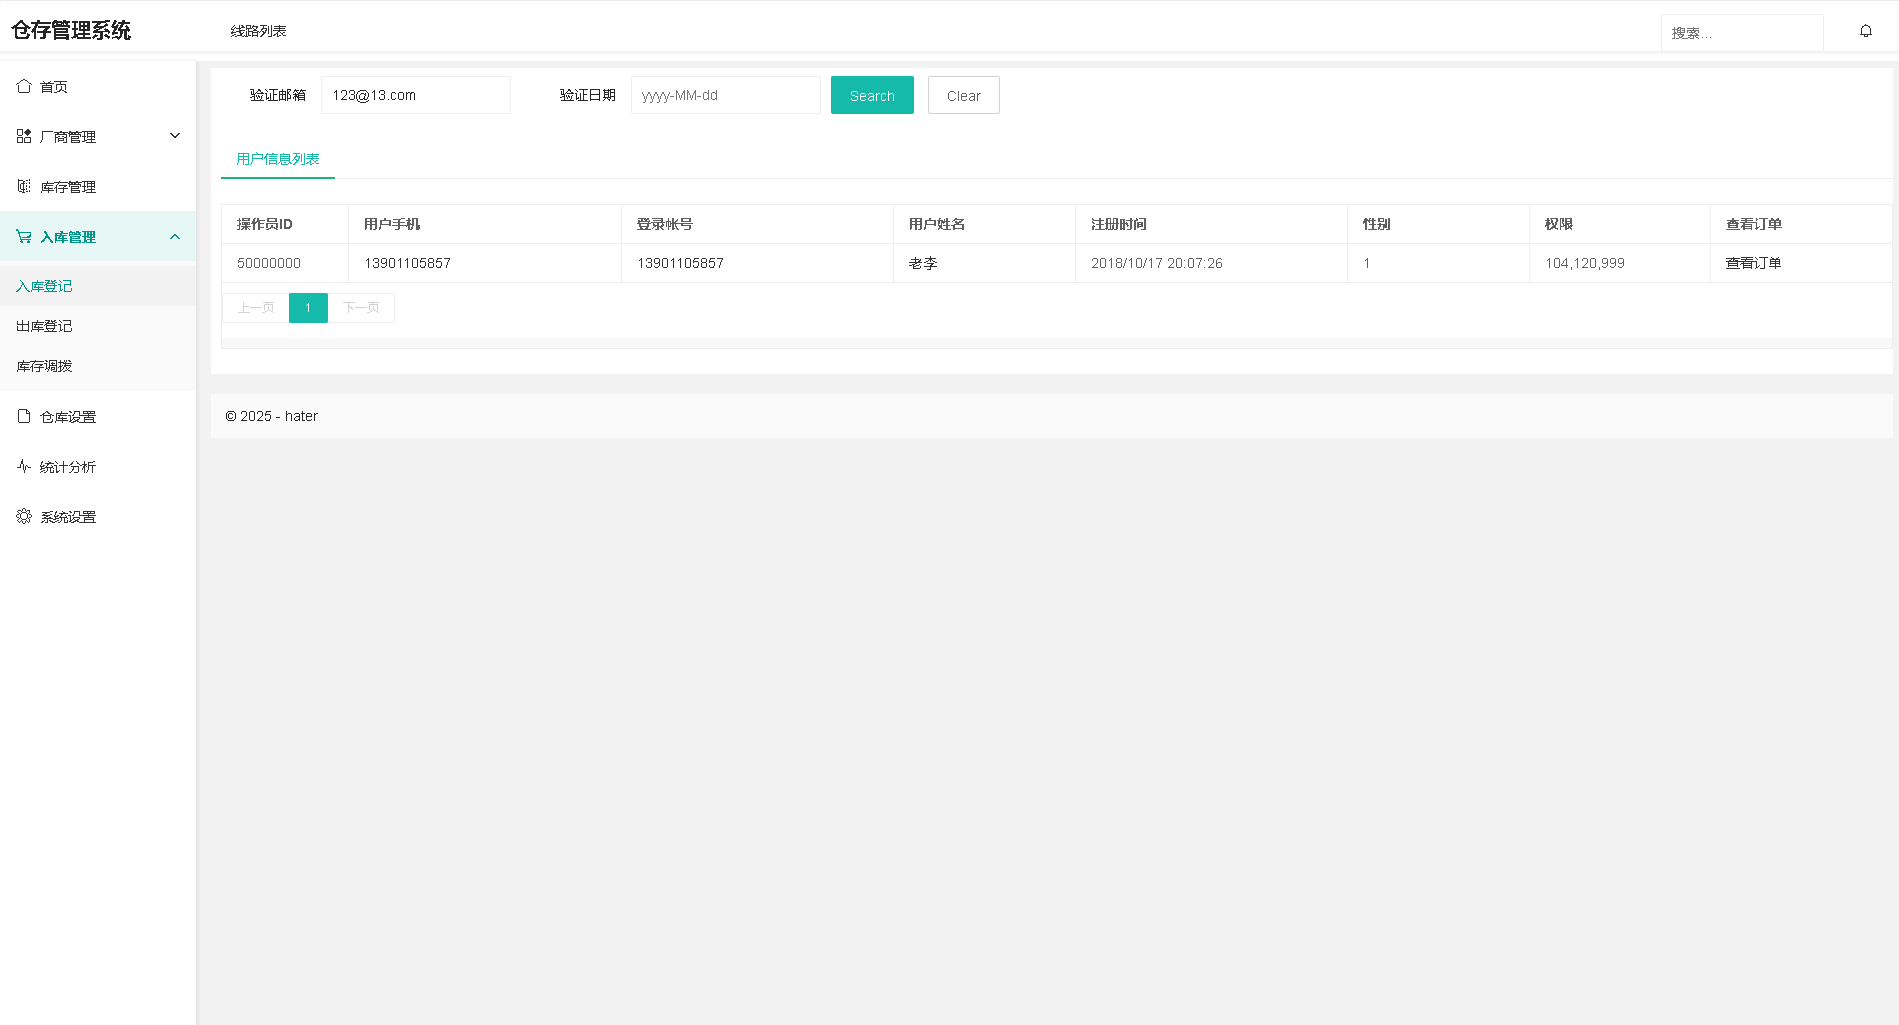 仓存管理系统
线路列表
搜索...
首页
厂商管理
库存管理
入库管理
入库登记
出库登记
库存调拨
仓库设置
统计分析
系统设置
验证邮箱 123@13.com 验证日期 yyyy-MM-dd Search Clear
用户信息列表
操作员ID 用户手机 登录帐号 用户姓名 注册时间 性别 权限 查看订单
50000000 13901105857 13901105857 老李 2018/10/17 20:07:26 1 104,120,999 查看订单
上一页 1 下一页
© 2025 - hater